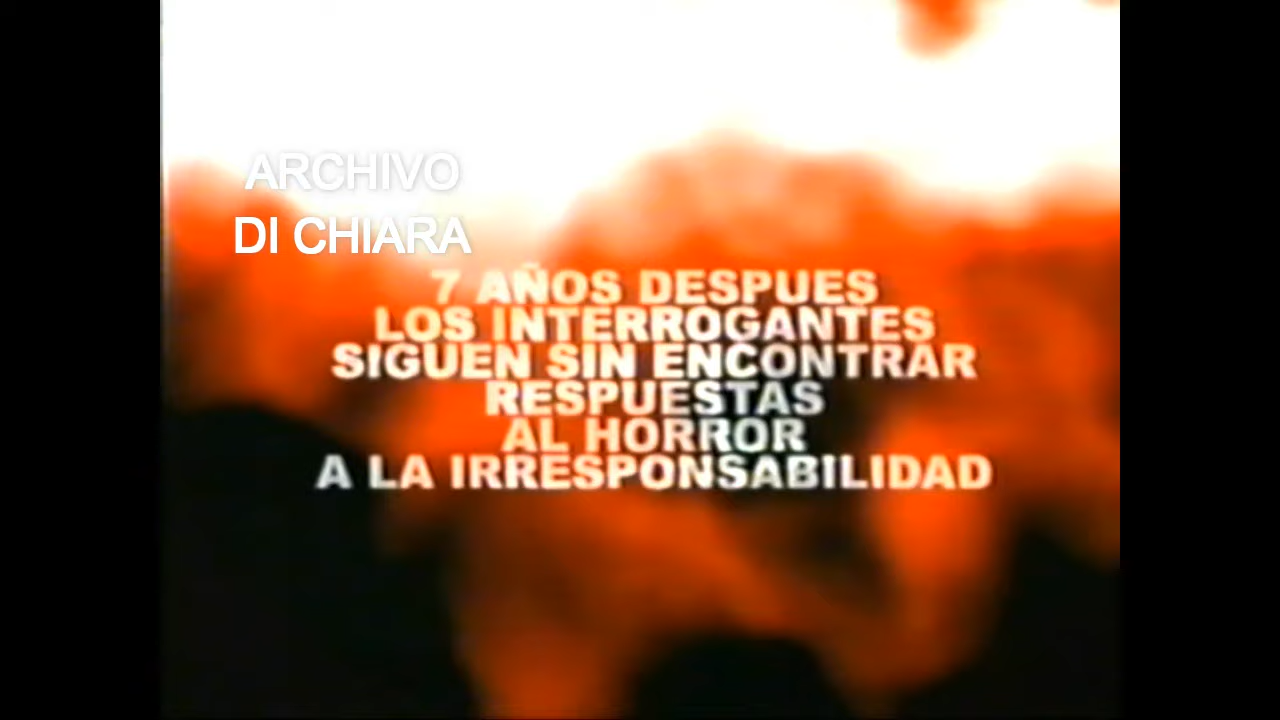 ARCHIVO
DI CHIARA
7 AÑOS DESPUES
LOS INTERROGANTES
SIGUEN SIN ENCONTRAR
RESPUESTAS
AL HORROR
A LA IRRESPONSABILIDAD